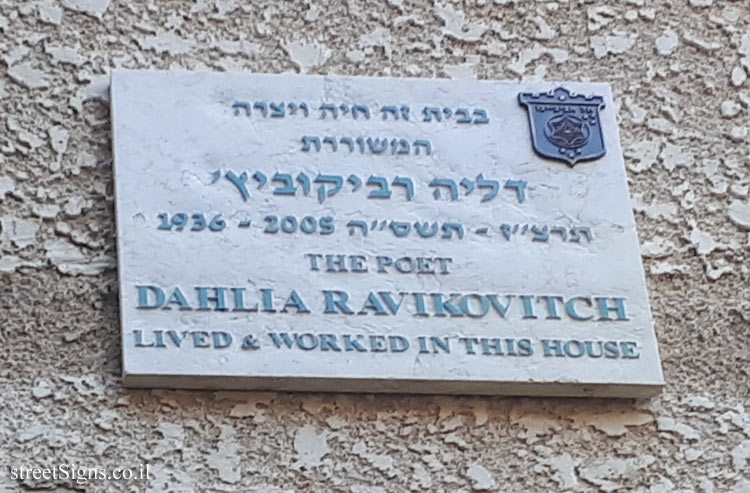 בבית זה חיה ויצרה
המשוררת
דליה רביקוביץ׳
תרצ״ז - תשס״ה 2005 - 1936
THE POET
DAHLIA RAVIKOVITCH
LIVED & WORKED IN THIS HOUSE
streetSigns.co.il